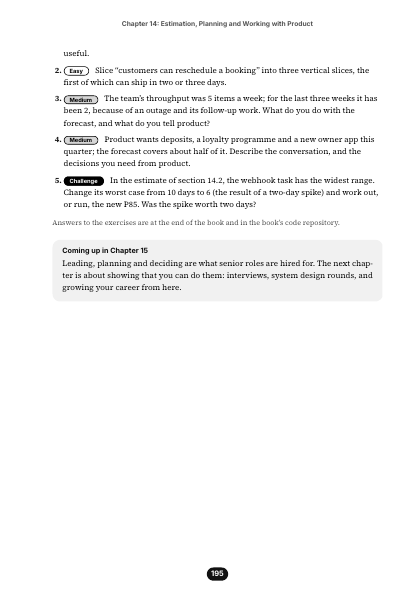 Chapter 14: Estimation, Planning and Working with Product
useful.
2. Easy Slice “customers can reschedule a booking” into three vertical slices, the
first of which can ship in two or three days.
3. Medium The team’s throughput was 5 items a week; for the last three weeks it has
been 2, because of an outage and its follow-up work. What do you do with the
forecast, and what do you tell product?
4. Medium Product wants deposits, a loyalty programme and a new owner app this
quarter; the forecast covers about half of it. Describe the conversation, and the
decisions you need from product.
5. Challenge In the estimate of section 14.2, the webhook task has the widest range.
Change its worst case from 10 days to 6 (the result of a two-day spike) and work out,
or run, the new P85. Was the spike worth two days?
Answers to the exercises are at the end of the book and in the book’s code repository.
Coming up in Chapter 15
Leading, planning and deciding are what senior roles are hired for. The next chap-
ter is about showing that you can do them: interviews, system design rounds, and
growing your career from here.
195